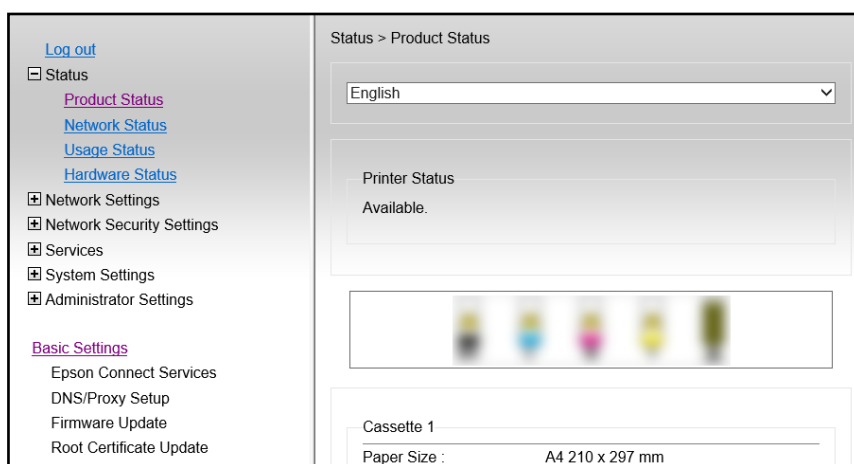 Log out
Status
Product Status
Network Status
Usage Status
Hardware Status
Network Settings
Network Security Settings
Services
System Settings
Administrator Settings
Basic Settings
Epson Connect Services
DNS/Proxy Setup
Firmware Update
Root Certificate Update
Status > Product Status
English
Printer Status
Available.
Cassette 1
Paper Size : A4 210 x 297 mm